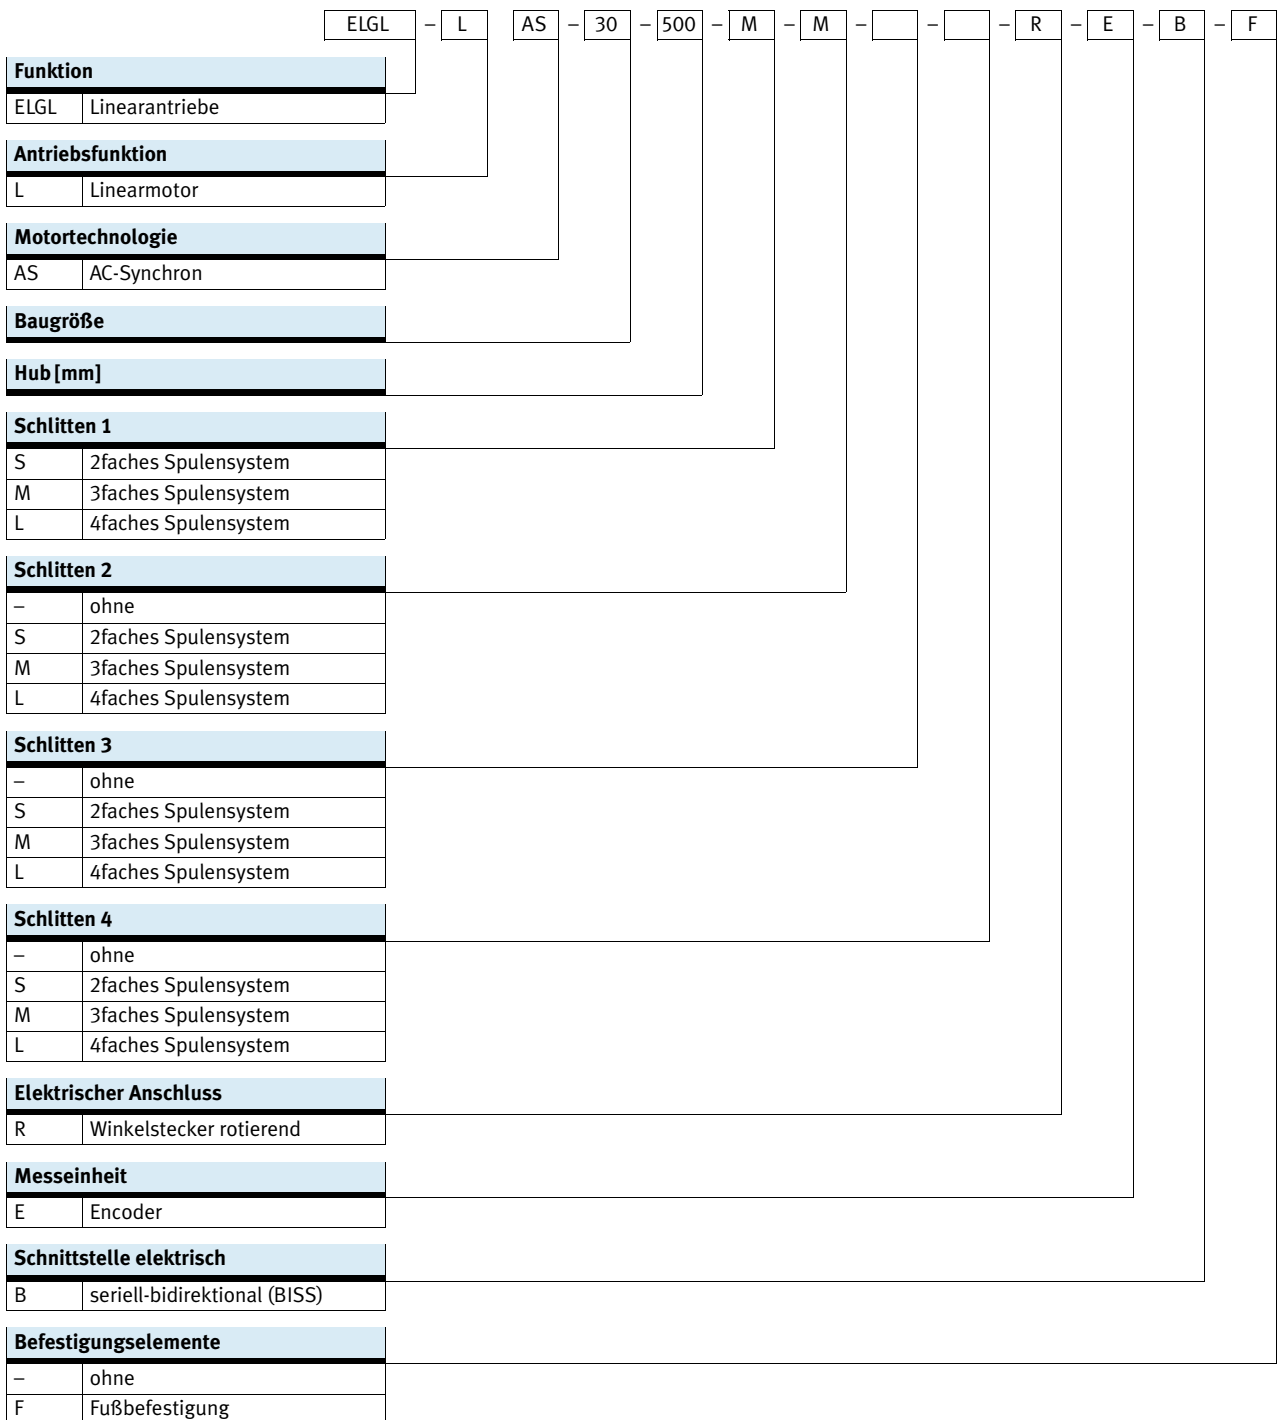 ELGL – L AS – 30 – 500 – M – M – – – R – E – B – F
Funktion
ELGL Linearantriebe
Antriebsfunktion
L Linearmotor
Motortechnologie
AS AC-Synchron
Baugröße
Hub [mm]
Schlitten 1
S 2faches Spulensystem
M 3faches Spulensystem
L 4faches Spulensystem
Schlitten 2
– ohne
S 2faches Spulensystem
M 3faches Spulensystem
L 4faches Spulensystem
Schlitten 3
– ohne
S 2faches Spulensystem
M 3faches Spulensystem
L 4faches Spulensystem
Schlitten 4
– ohne
S 2faches Spulensystem
M 3faches Spulensystem
L 4faches Spulensystem
Elektrischer Anschluss
R Winkelstecker rotierend
Messeinheit
E Encoder
Schnittstelle elektrisch
B seriell-bidirektional (BISS)
Befestigungselemente
– ohne
F Fußbefestigung